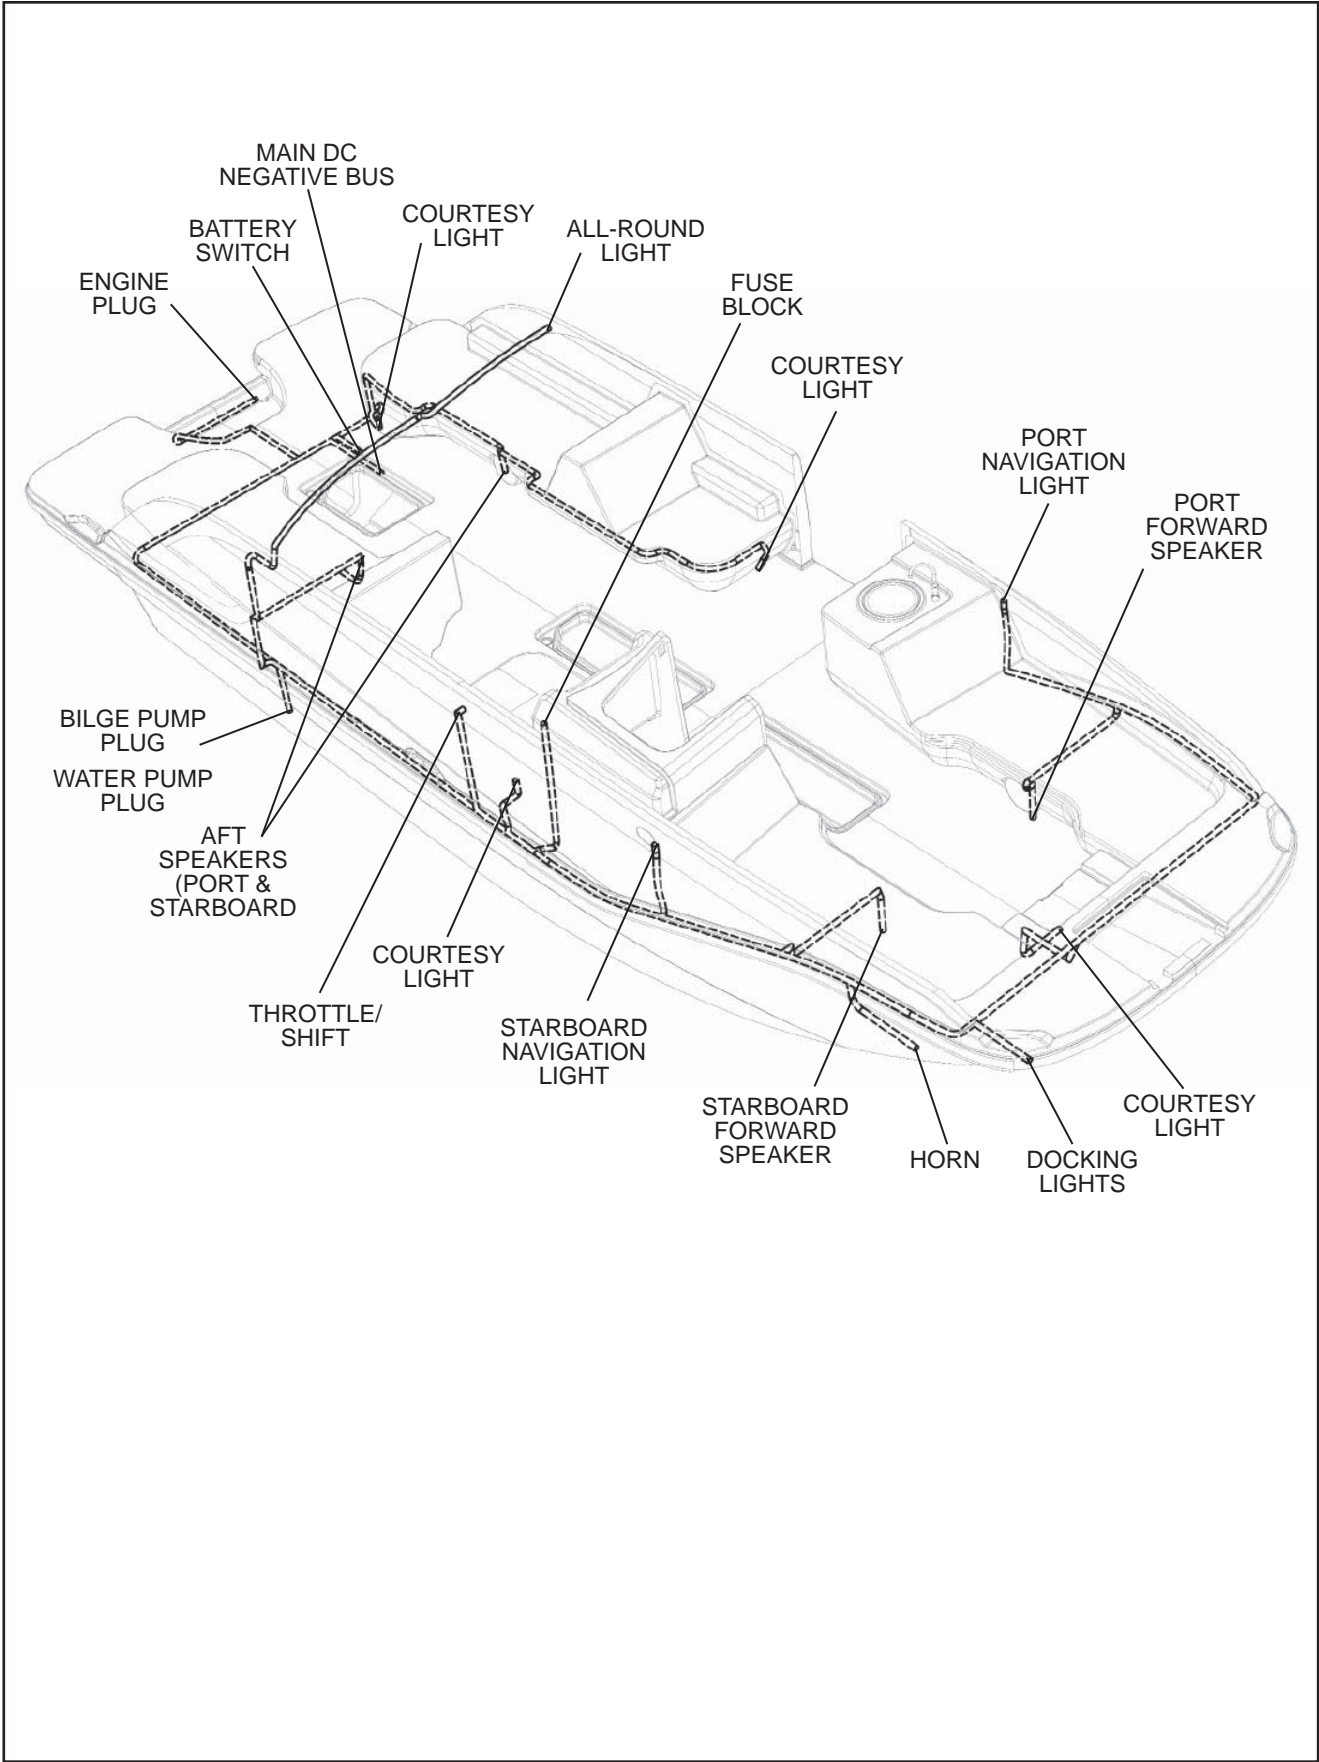 MAIN DC
NEGATIVE BUS
BATTERY
SWITCH
COURTESY
LIGHT
ALL-ROUND
LIGHT
ENGINE
PLUG
FUSE
BLOCK
COURTESY
LIGHT
PORT
NAVIGATION
LIGHT
PORT
FORWARD
SPEAKER
BILGE PUMP
PLUG
WATER PUMP
PLUG
AFT
SPEAKERS
(PORT &
STARBOARD
COURTESY
LIGHT
THROTTLE/
SHIFT
STARBOARD
NAVIGATION
LIGHT
STARBOARD
FORWARD
SPEAKER
HORN
DOCKING
LIGHTS
COURTESY
LIGHT